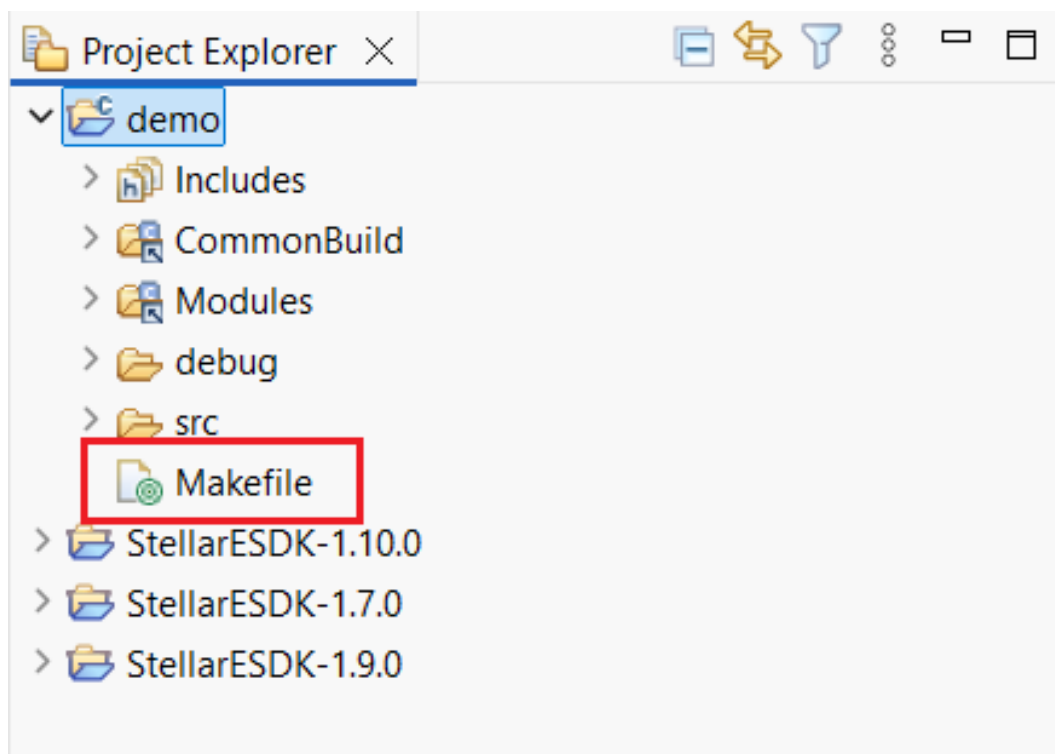 Project Explorer
demo
Includes
CommonBuild
Modules
debug
src
Makefile
StellarESDK-1.10.0
StellarESDK-1.7.0
StellarESDK-1.9.0